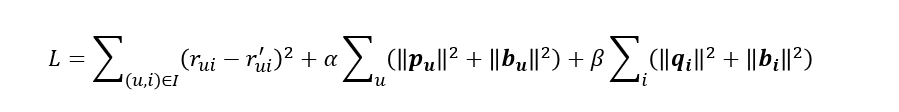 L = ∑_{(u,i)∈I} (r_{ui} − r′_{ui})² + α ∑_u (‖p_u‖² + ‖b_u‖²) + β ∑_i (‖q_i‖² + ‖b_i‖²)